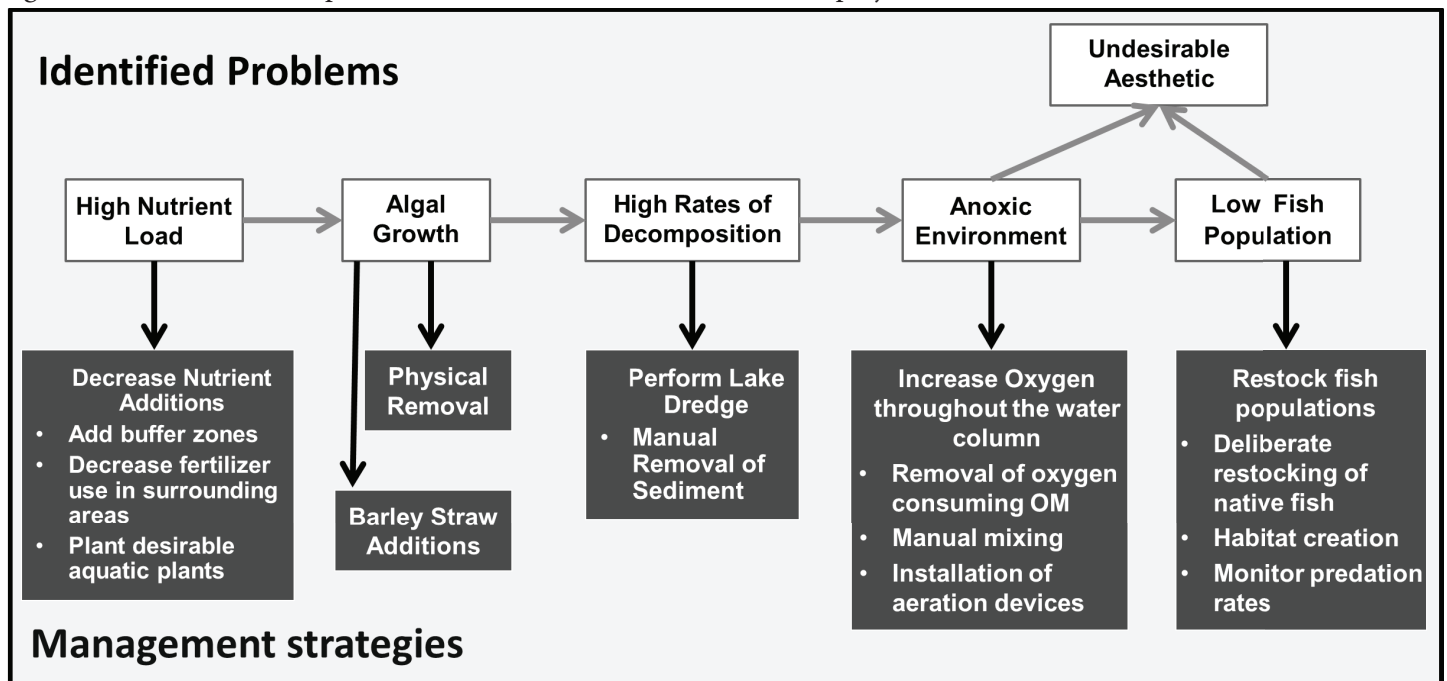 Identified Problems
Undesirable
Aesthetic
High Nutrient
Load
Algal
Growth
High Rates of
Decomposition
Anoxic
Environment
Low Fish
Population
Decrease Nutrient
Additions
• Add buffer zones
• Decrease fertilizer
use in surrounding
areas
• Plant desirable
aquatic plants
Physical
Removal
Barley Straw
Additions
Perform Lake
Dredge
• Manual
Removal of
Sediment
Increase Oxygen
throughout the water
column
• Removal of oxygen
consuming OM
• Manual mixing
• Installation of
aeration devices
Restock fish
populations
• Deliberate
restocking of
native fish
• Habitat creation
• Monitor predation
rates
Management strategies